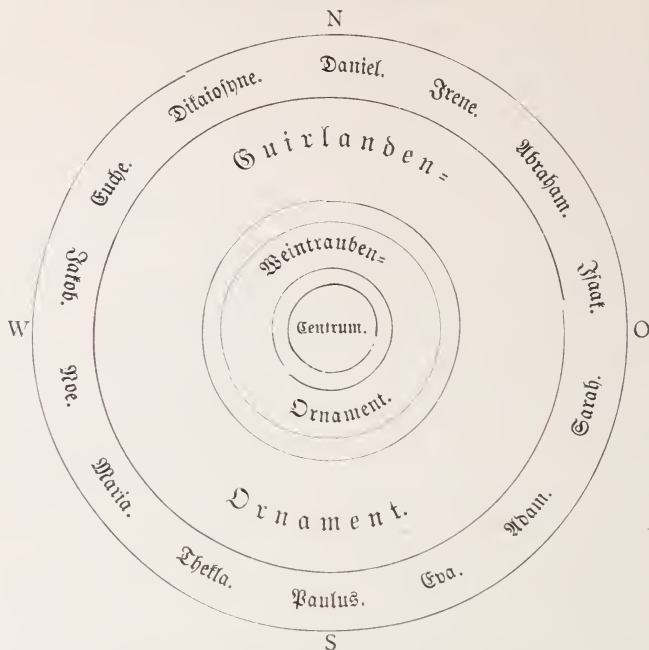 N
Daniel.
Irene.
Abraham.
Isaak.
O
Sarah.
Adam.
Eva.
Paulus.
S
Thekla.
Maria.
Noe.
W
Jakob.
Euche.
Dikaiosyne.
Guirlanden-
Ornament.
Weintrauben-
Ornament.
Centrum.